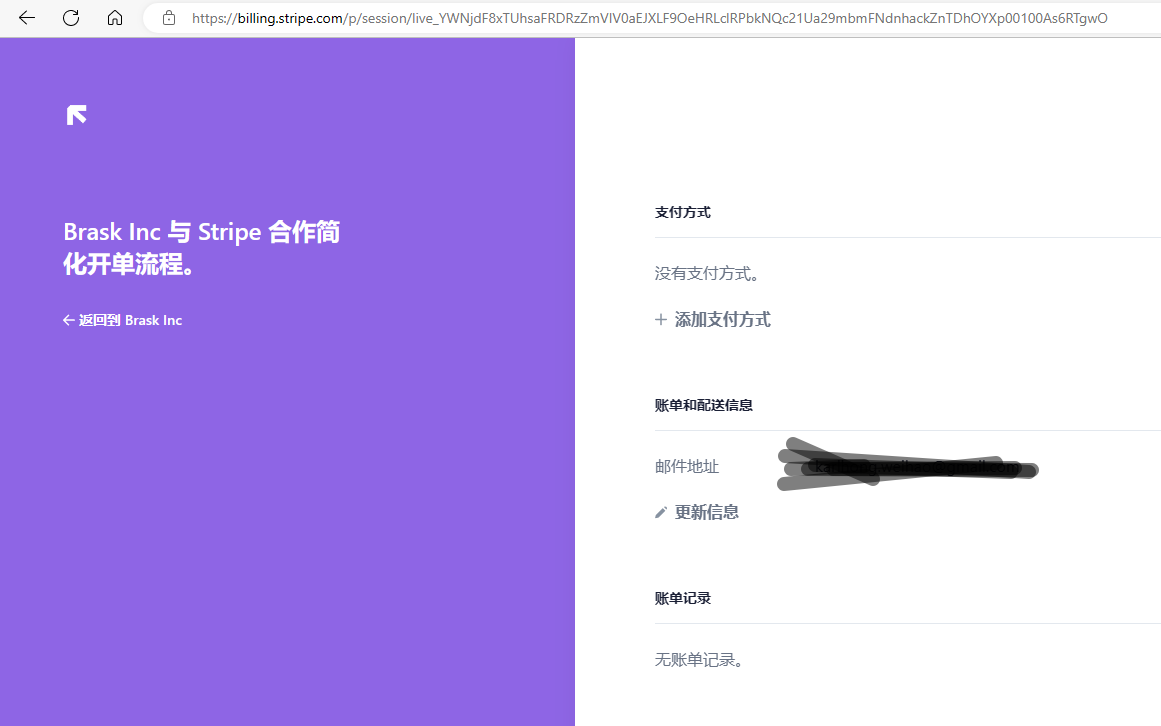 https://billing.stripe.com/p/session/live_YWNjdF8xTUhsaFRDRzZmVlV0aEJXLF9OeHRLclRPbkNQc21Ua29mbmFNdnhackZnTDhOYXp00100As6RTgwO
Brask Inc 与 Stripe 合作简
化开单流程。
← 返回到 Brask Inc
支付方式
没有支付方式。
+ 添加支付方式
账单和配送信息
邮件地址
更新信息
账单记录
无账单记录。